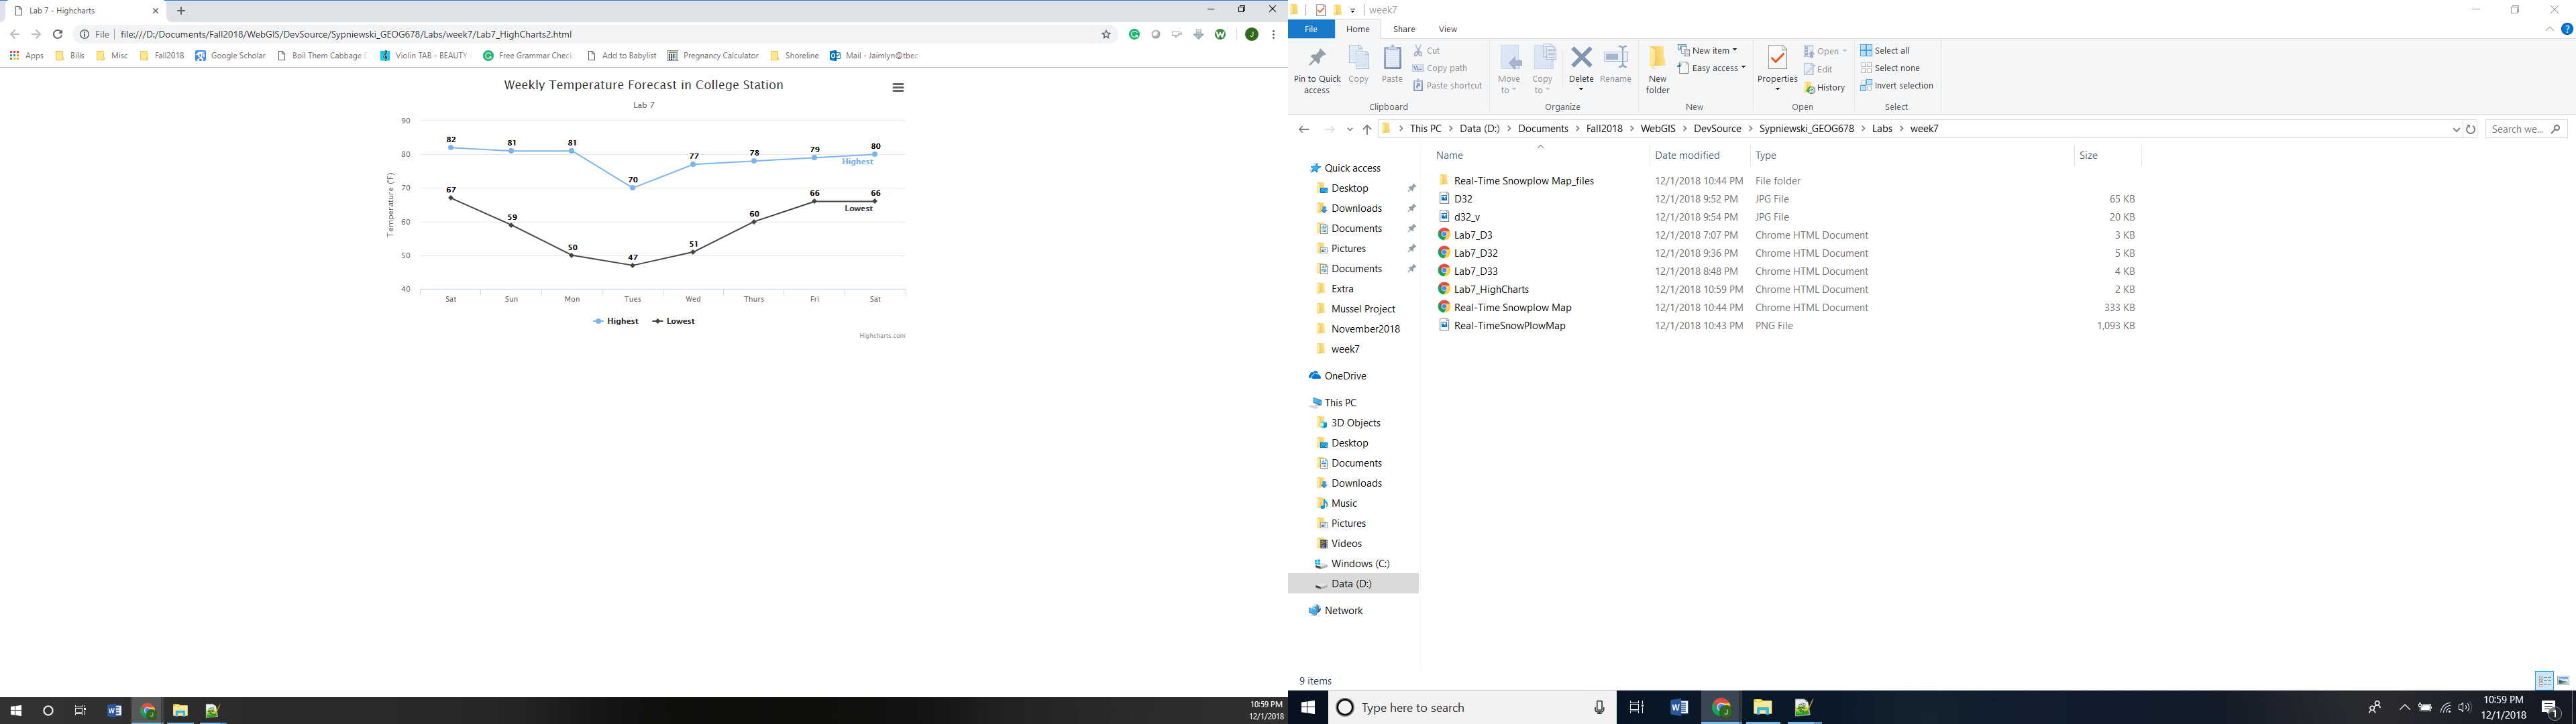 Lab 7 - Highcharts
File file:///D:/Documents/Fall2018/WebGIS/DevSource/Sypniewski_GEOG678/Labs/week7/Lab7_HighCharts2.html
Apps Bills Misc Fall2018 Google Scholar Boil Them Cabbage Violin TAB - BEAUTY Free Grammar Check Add to Babylist Pregnancy Calculator Shoreline Mail - Jaimlyn@tbec
Weekly Temperature Forecast in College Station
Lab 7
Temperature (°F)
90
80
70
60
50
40
82 81 81 70 77 78 79 80
Highest
67 59 50 47 51 60 66 66
Lowest
Sat Sun Mon Tues Wed Thurs Fri Sat
Highest Lowest
Highcharts.com
10:59 PM
12/1/2018
week7
File Home Share View
Pin to Quick access
Copy
Paste
Cut
Copy path
Paste shortcut
Clipboard
Move to
Copy to
Delete
Rename
Organize
New folder
New item
Easy access
New
Properties
Open
Edit
History
Open
Select all
Select none
Invert selection
Select
This PC Data (D:) Documents Fall2018 WebGIS DevSource Sypniewski_GEOG678 Labs week7
Search we...
Quick access
Desktop
Downloads
Documents
Pictures
Documents
Extra
Mussel Project
November2018
week7
OneDrive
This PC
3D Objects
Desktop
Documents
Downloads
Music
Pictures
Videos
Windows (C:)
Data (D:)
Network
Name Date modified Type Size
Real-Time Snowplow Map_files 12/1/2018 10:44 PM File folder
D32 12/1/2018 9:52 PM JPG File 65 KB
d32_v 12/1/2018 9:54 PM JPG File 20 KB
Lab7_D3 12/1/2018 7:07 PM Chrome HTML Document 3 KB
Lab7_D32 12/1/2018 9:36 PM Chrome HTML Document 5 KB
Lab7_D33 12/1/2018 8:48 PM Chrome HTML Document 4 KB
Lab7_HighCharts 12/1/2018 10:59 PM Chrome HTML Document 2 KB
Real-Time Snowplow Map 12/1/2018 10:44 PM Chrome HTML Document 333 KB
Real-TimeSnowPlowMap 12/1/2018 10:43 PM PNG File 1,093 KB
9 items
Type here to search
10:59 PM
12/1/2018
1